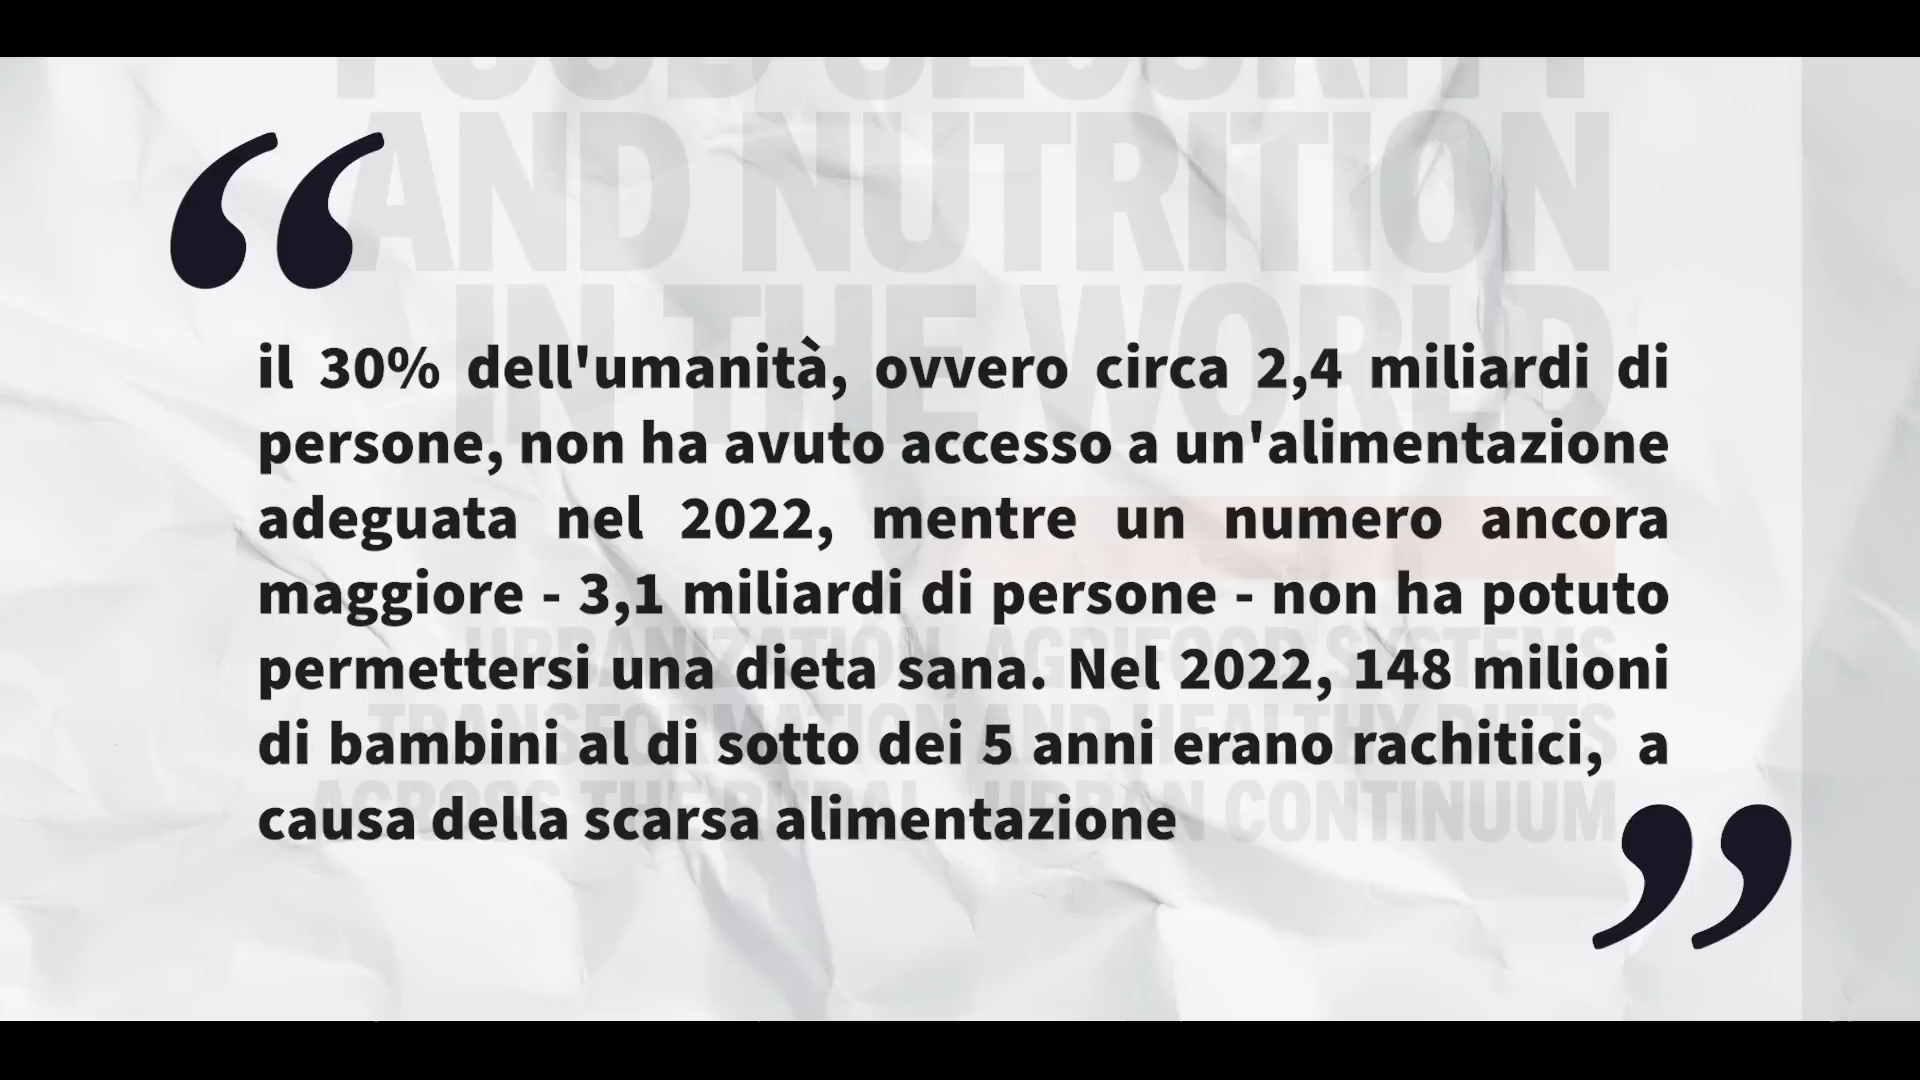 FOOD SECURITY
AND NUTRITION
IN THE WORLD
il 30% dell'umanità, ovvero circa 2,4 miliardi di
persone, non ha avuto accesso a un'alimentazione
adeguata nel 2022, mentre un numero ancora
maggiore - 3,1 miliardi di persone - non ha potuto
permettersi una dieta sana. Nel 2022, 148 milioni
di bambini al di sotto dei 5 anni erano rachitici, a
causa della scarsa alimentazione
URBANIZATION, AGRIFOOD SYSTEMS
TRANSFORMATION AND HEALTHY DIETS
ACROSS THE RURAL–URBAN CONTINUUM